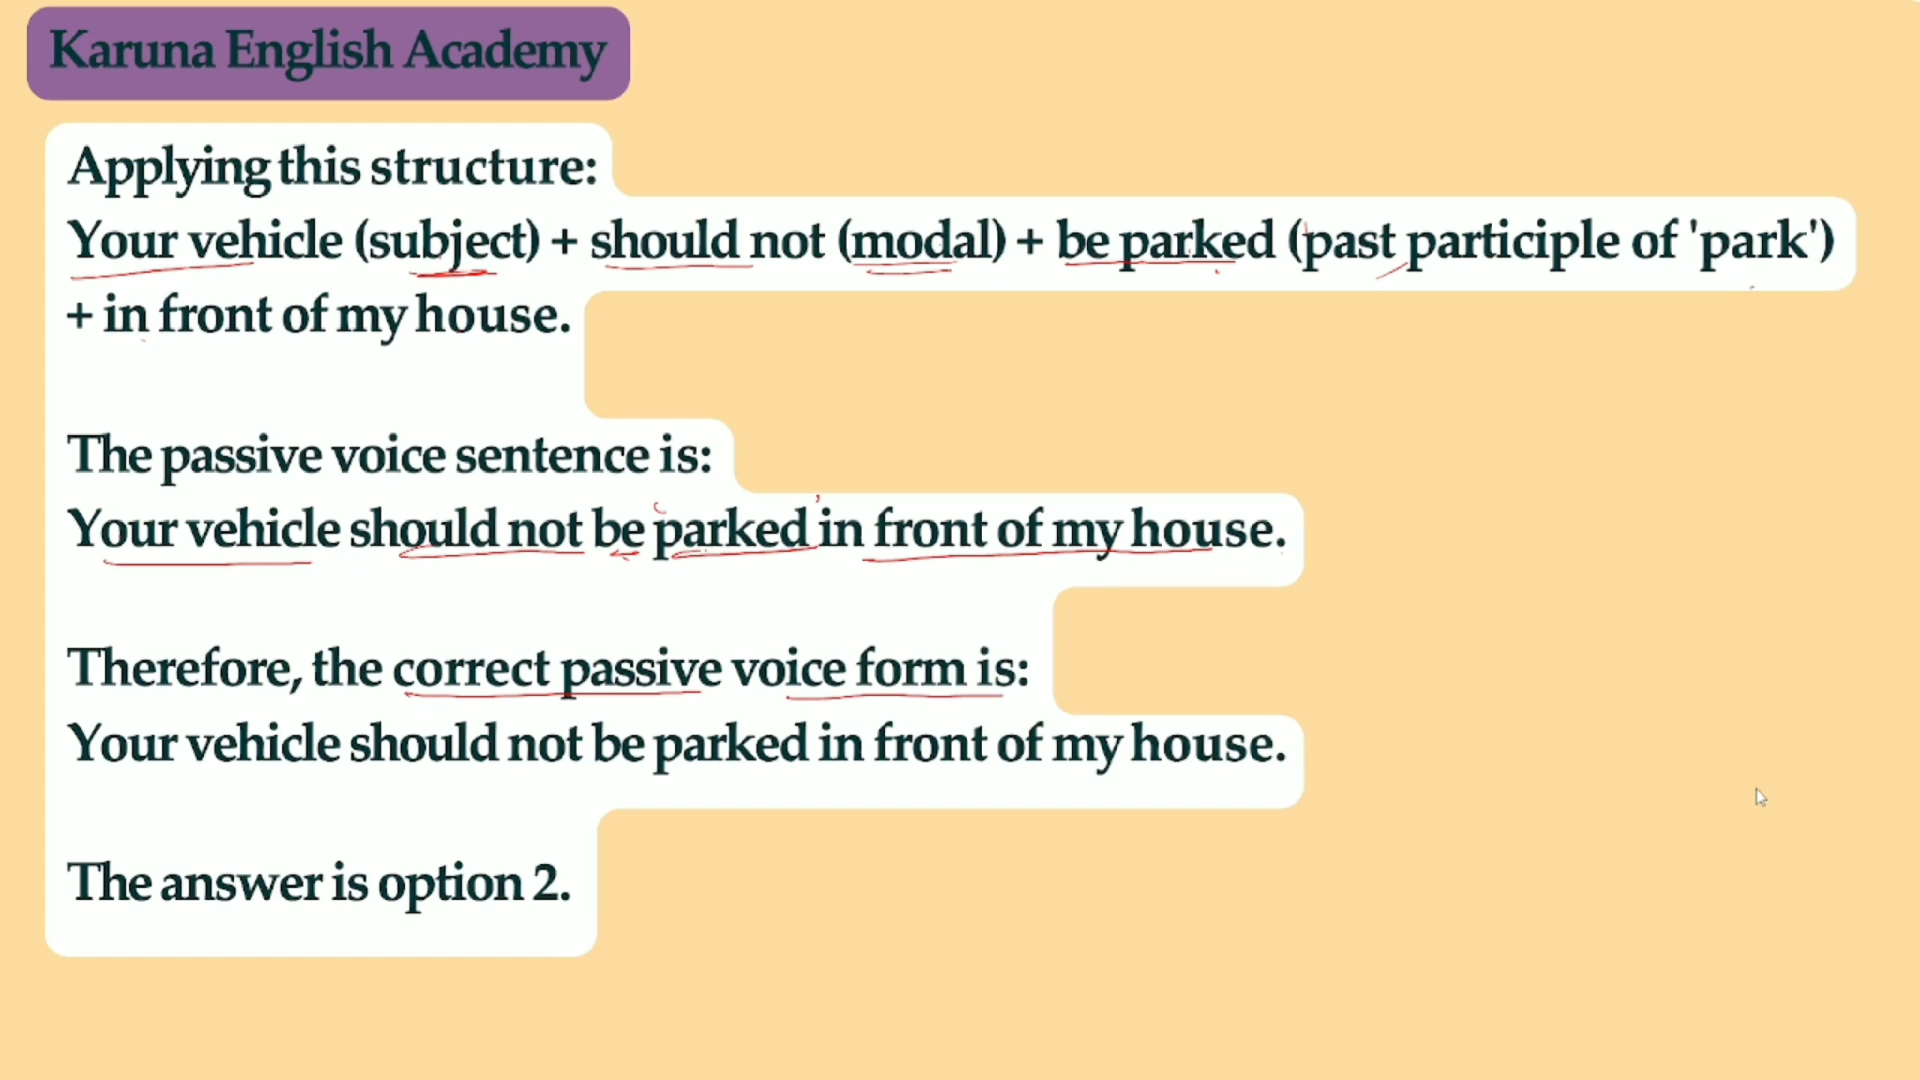 Karuna English Academy
Applying this structure:
Your vehicle (subject) + should not (modal) + be parked (past participle of 'park')
+ in front of my house.
The passive voice sentence is:
Your vehicle should not be parked in front of my house.
Therefore, the correct passive voice form is:
Your vehicle should not be parked in front of my house.
The answer is option 2.